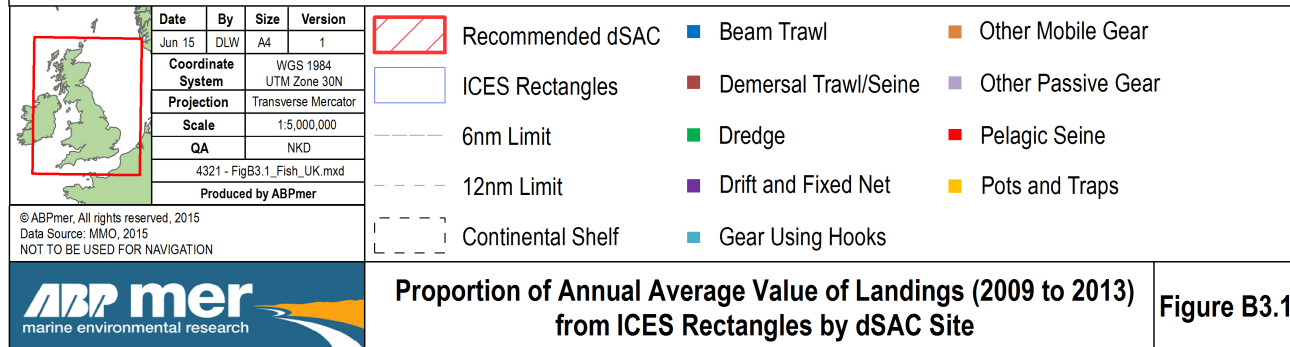 Date By Size Version
Jun 15 DLW A4 1
Coordinate System WGS 1984 UTM Zone 30N
Projection Transverse Mercator
Scale 1:5,000,000
QA NKD
4321 - FigB3.1_Fish_UK.mxd
Produced by ABPmer
© ABPmer, All rights reserved, 2015
Data Source: MMO, 2015
NOT TO BE USED FOR NAVIGATION
Recommended dSAC
ICES Rectangles
6nm Limit
12nm Limit
Continental Shelf
Beam Trawl
Demersal Trawl/Seine
Dredge
Drift and Fixed Net
Gear Using Hooks
Other Mobile Gear
Other Passive Gear
Pelagic Seine
Pots and Traps
ABP mer
marine environmental research
Proportion of Annual Average Value of Landings (2009 to 2013)
from ICES Rectangles by dSAC Site
Figure B3.1